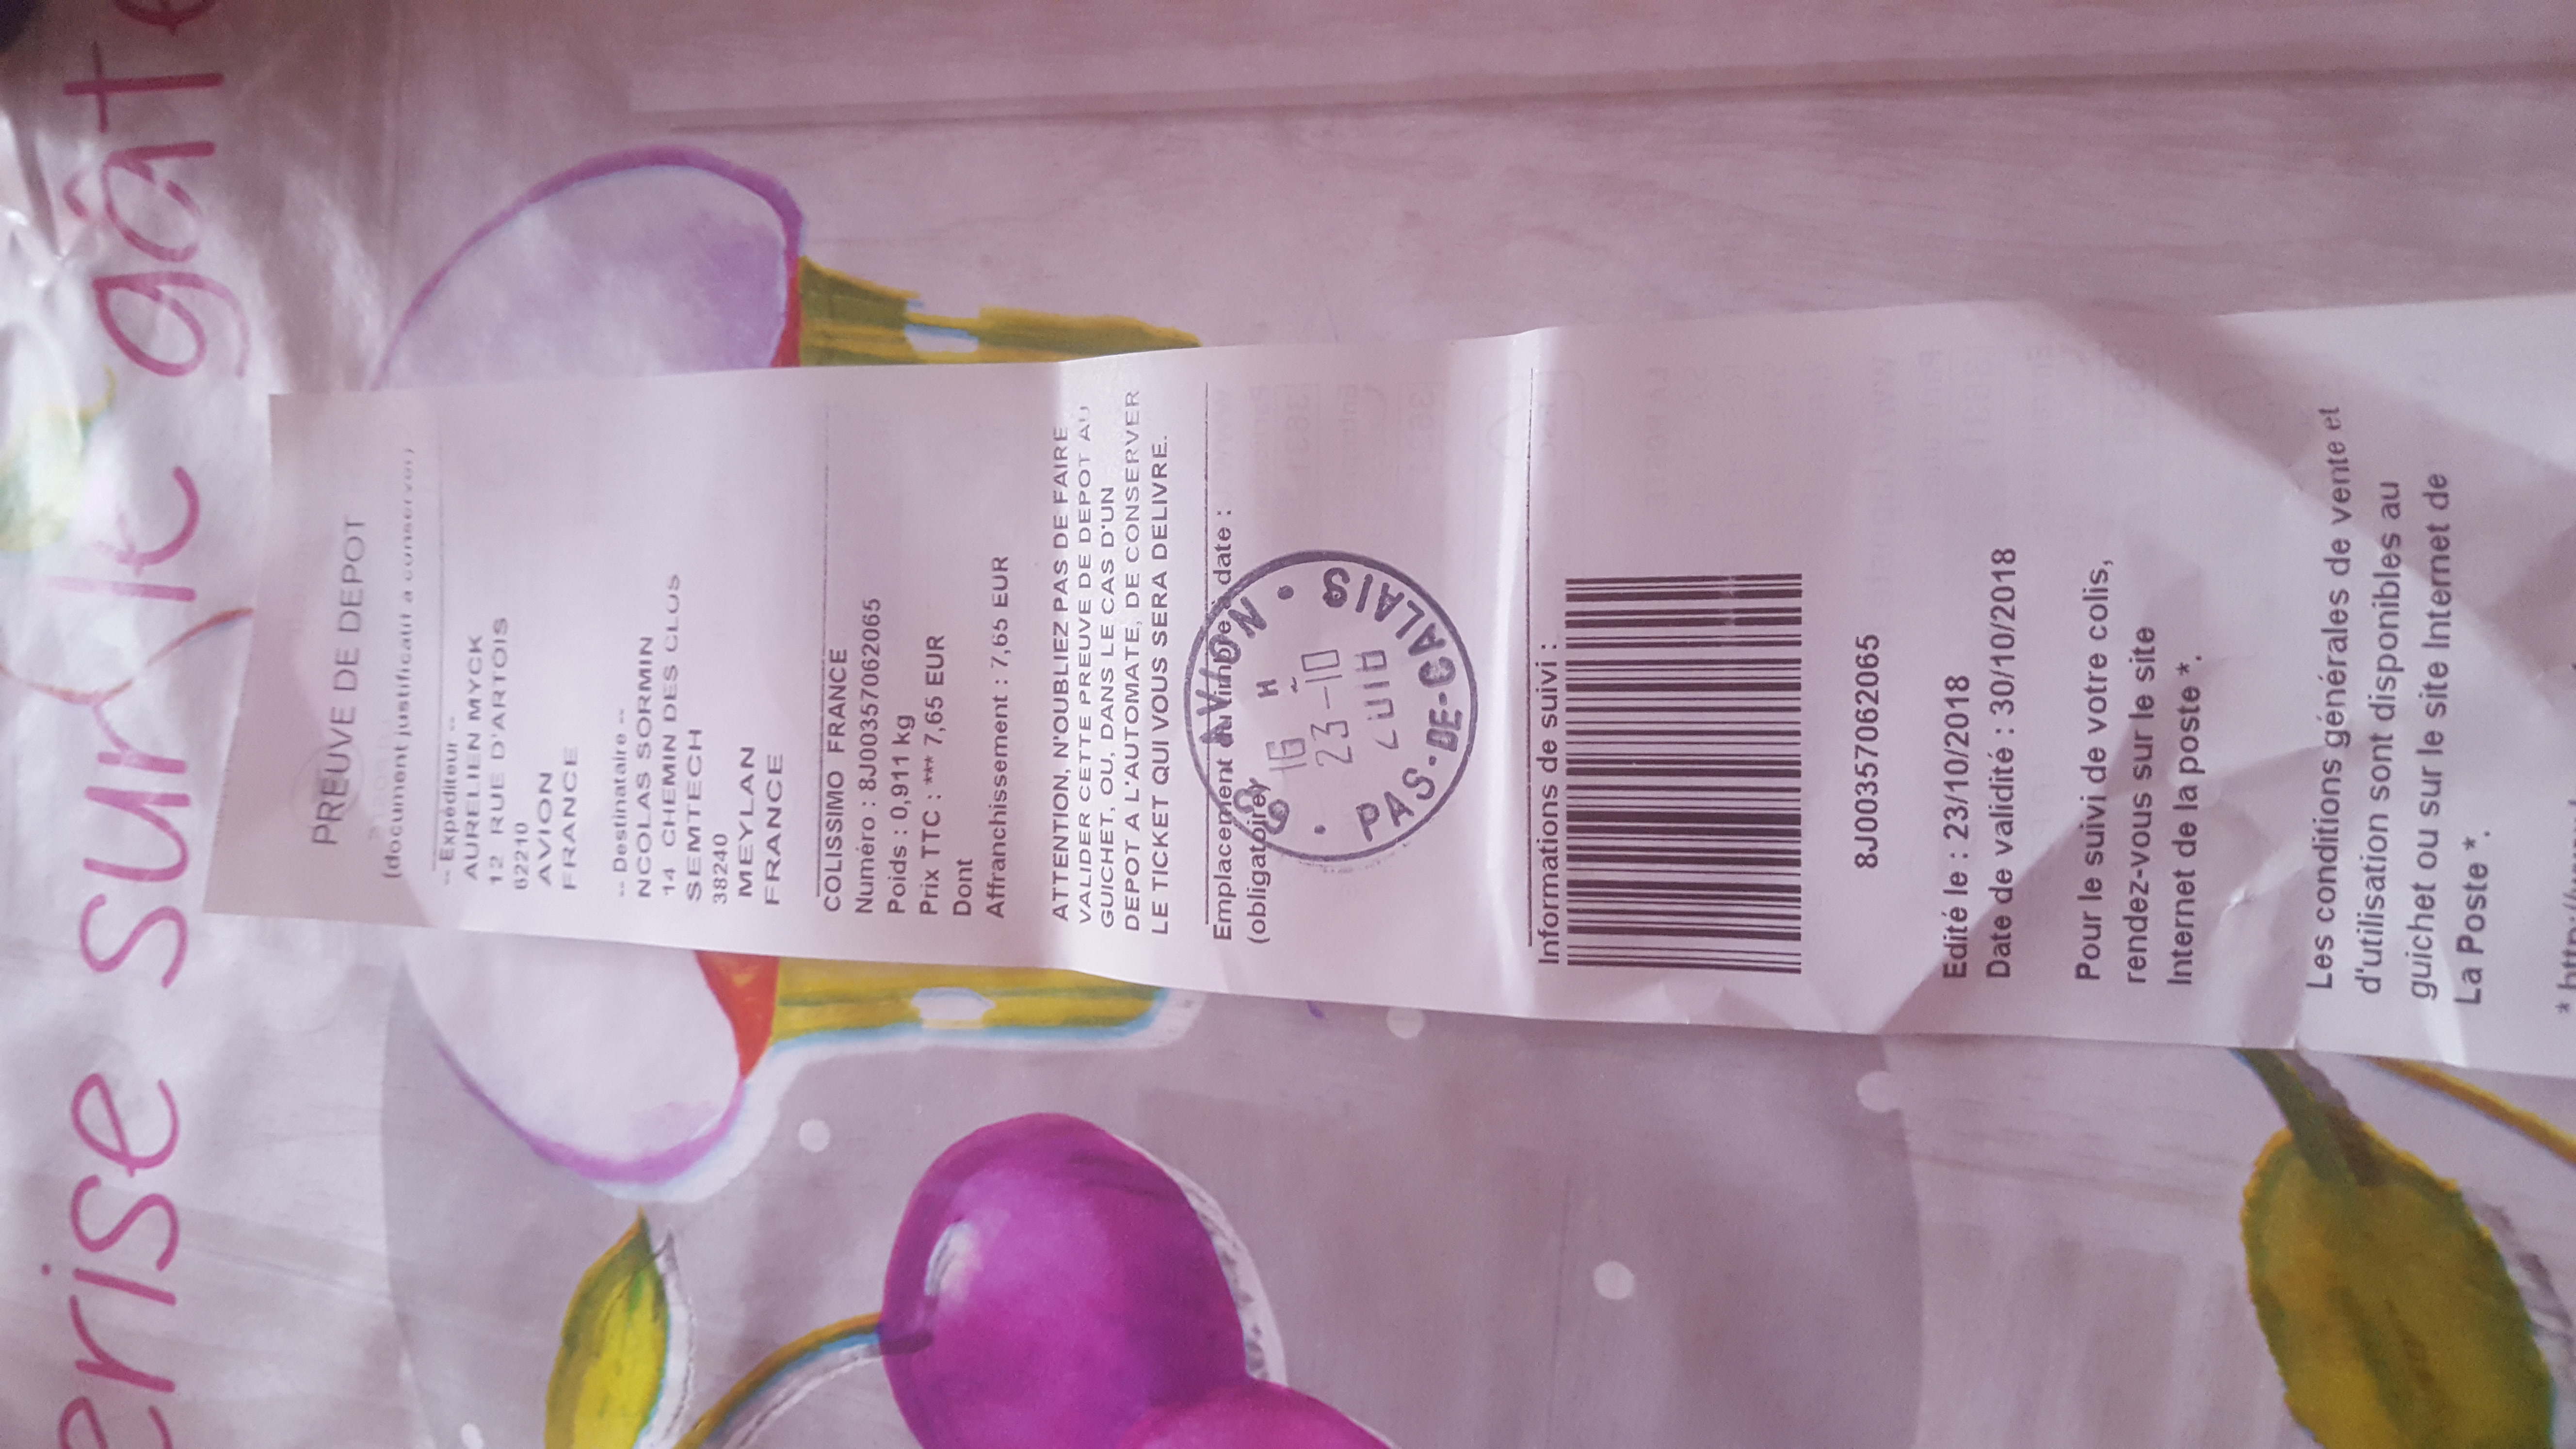 erise sur le gâte
PREUVE DE DEPOT
(document justificatif a conserver)
-- Expéditeur --
AURELIEN MYCK
12 RUE D'ARTOIS
62210
AVION
FRANCE
-- Destinataire --
NCOLAS SORMIN
14 CHEMIN DES CLUS
SEMTECH
38240
MEYLAN
FRANCE
COLISSIMO FRANCE
Numéro : 8J00357062065
Poids : 0,911 kg
Prix TTC : *** 7,65 EUR
Dont
Affranchissement : 7,65 EUR
ATTENTION, N'OUBLIEZ PAS DE FAIRE
VALIDER CETTE PREUVE DE DEPOT AU
GUICHET, OU, DANS LE CAS D'UN
DEPOT A L'AUTOMATE, DE CONSERVER
LE TICKET QUI VOUS SERA DELIVRE.
Emplacement du timbre à date :
(obligatoire)
AVION
16 H
23-10
2018
PAS-DE-CALAIS
Informations de suivi :
8J00357062065
Edité le : 23/10/2018
Date de validité : 30/10/2018
Pour le suivi de votre colis,
rendez-vous sur le site
Internet de la poste *.
Les conditions générales de vente et
d'utilisation sont disponibles au
guichet ou sur le site Internet de
La Poste *.